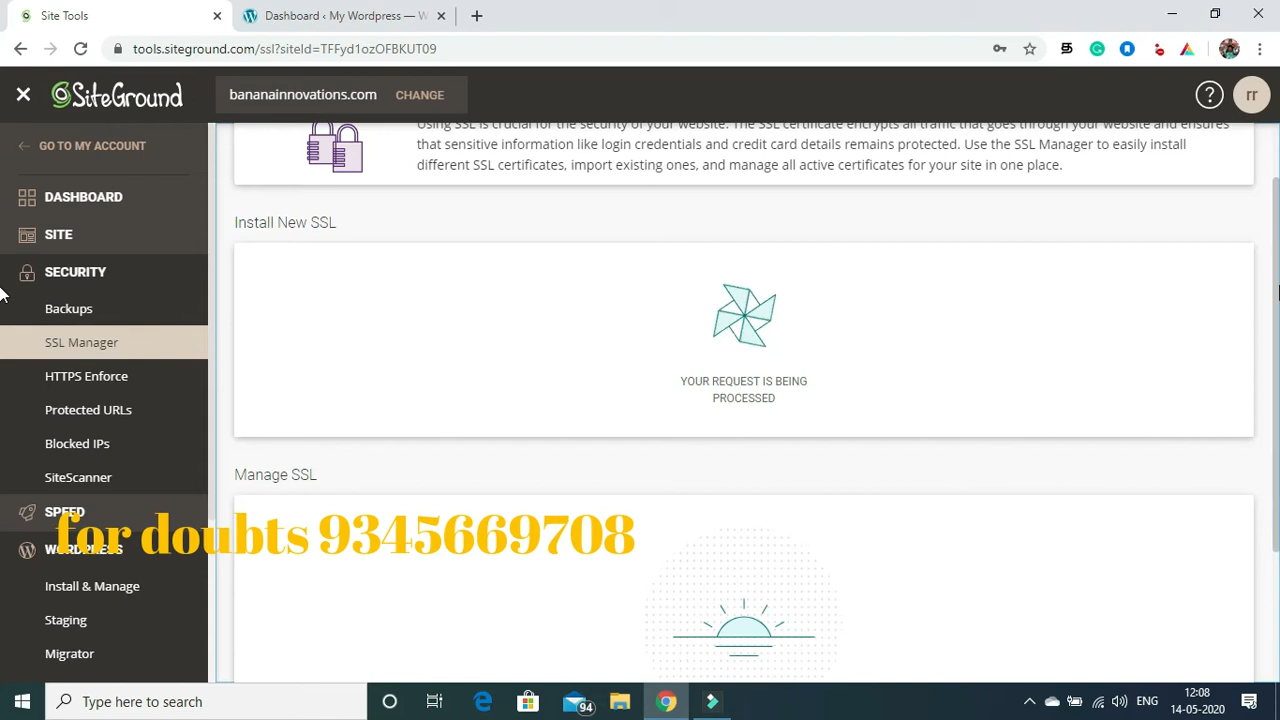 Site Tools
Dashboard ‹ My Wordpress — W
tools.siteground.com/ssl?siteId=TFFyd1ozOFBKUT09
SiteGround
bananainnovations.com CHANGE
rr
GO TO MY ACCOUNT
DASHBOARD
SITE
SECURITY
Backups
SSL Manager
HTTPS Enforce
Protected URLs
Blocked IPs
SiteScanner
SPEED
WORDPRESS
Install & Manage
Staging
Migrator
Using SSL is crucial for the security of your website. The SSL certificate encrypts all traffic that goes through your website and ensures
that sensitive information like login credentials and credit card details remains protected. Use the SSL Manager to easily install
different SSL certificates, import existing ones, and manage all active certificates for your site in one place.
Install New SSL
YOUR REQUEST IS BEING
PROCESSED
Manage SSL
for doubts 9345669708
Type here to search
94
ENG
12:08
14-05-2020